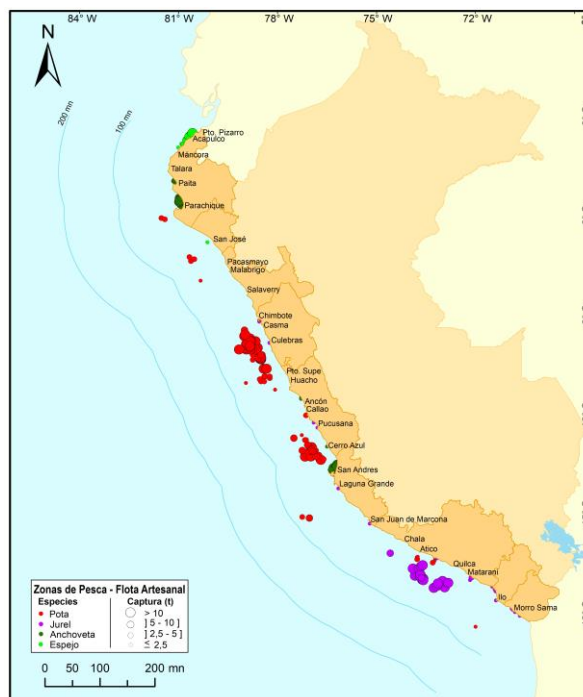 84° W
81° W
78° W
75° W
72° W
N
200 mn
100 mn
Pto. Pizarro
Acapulco
Máncora
Talara
Paita
Parachique
San José
Pacasmayo
Malabrigo
Salaverry
Chimbote
Casma
Culebras
Pto. Supe
Huacho
Ancón
Callao
Pucusana
Cerro Azul
San Andres
Laguna Grande
San Juan de Marcona
Chala
Atico
Quilca
Matarani
Ilo
Morro Sama
Zonas de Pesca - Flota Artesanal
Especies Captura (t)
Pota > 10
Jurel ] 5 - 10 ]
Anchoveta ] 2,5 - 5 ]
Espejo ≤ 2,5
0 50 100 200 mn